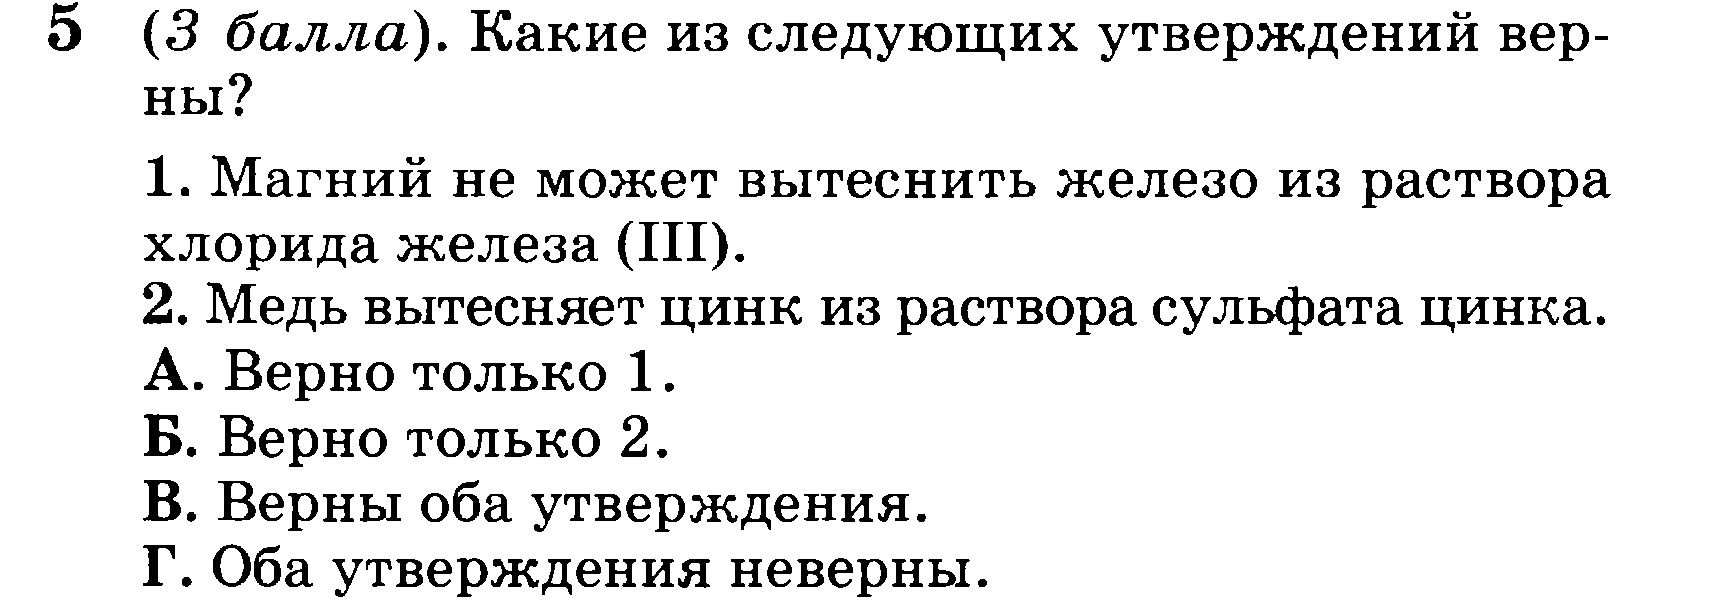 5 (3 балла). Какие из следующих утверждений вер-
ны?
1. Магний не может вытеснить железо из раствора
хлорида железа (III).
2. Медь вытесняет цинк из раствора сульфата цинка.
А. Верно только 1.
Б. Верно только 2.
В. Верны оба утверждения.
Г. Оба утверждения неверны.